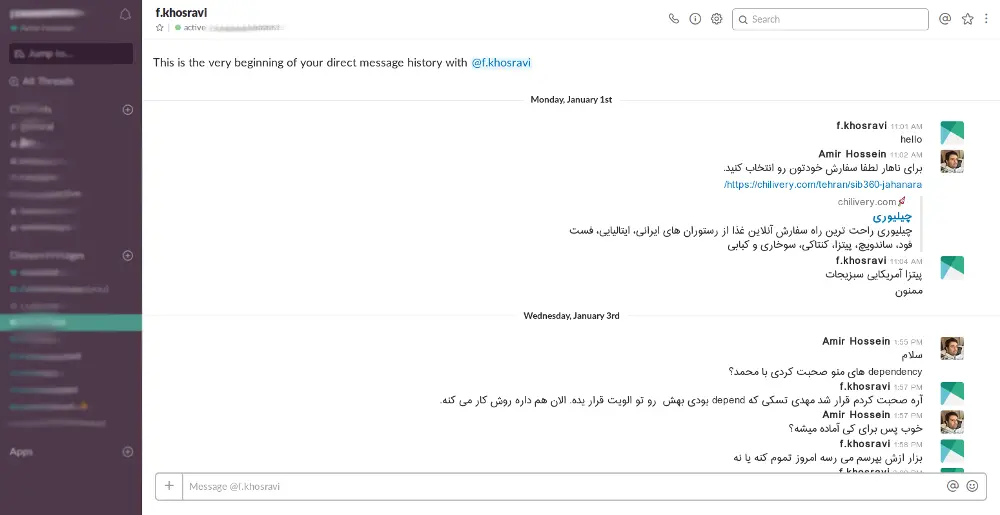 f.khosravi
active
Search
Jump to...
All Threads
Channels
general
Direct Messages
Apps
This is the very beginning of your direct message history with @f.khosravi
Monday, January 1st
f.khosravi 11:01 AM
hello
Amir Hossein 11:02 AM
برای ناهار لطفا سفارش خودتون رو انتخاب کنید.
https://chilivery.com/tehran/sib360-jahanara/
chilivery.com
چیلیوری
چیلیوری راحت ترین راه سفارش آنلاین غذا از رستوران های ایرانی، ایتالیایی، فست
فود، ساندویچ، پیتزا، کنتاکی، سوخاری و کبابی
f.khosravi 11:04 AM
پیتزا آمریکایی سبزیجات
ممنون
Wednesday, January 3rd
Amir Hossein 1:55 PM
سلام
dependency های منو صحبت کردی با محمد؟
f.khosravi 1:57 PM
آره صحبت کردم قرار شد مهدی تسکی که depend بودی بهش رو تو الویت قرار بده. الان هم داره روش کار می کنه.
Amir Hossein 1:57 PM
خوب پس برای کی آماده میشه؟
f.khosravi 1:58 PM
بزار ازش بپرسم می رسه امروز تموم کنه یا نه
f.khosravi
Message @f.khosravi